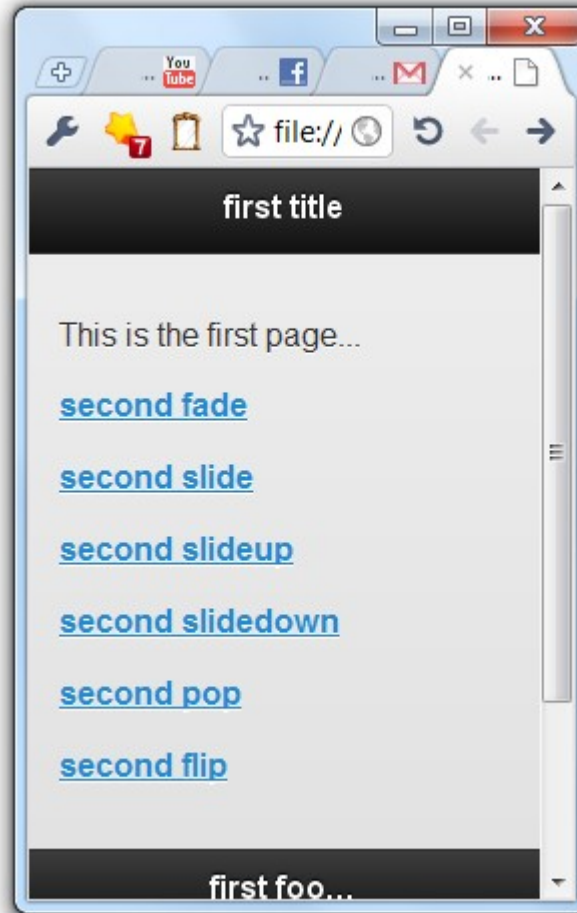 ... You Tube
.. f
.. M
× ...
7
file://
first title
This is the first page...
second fade
second slide
second slideup
second slidedown
second pop
second flip
first foo...